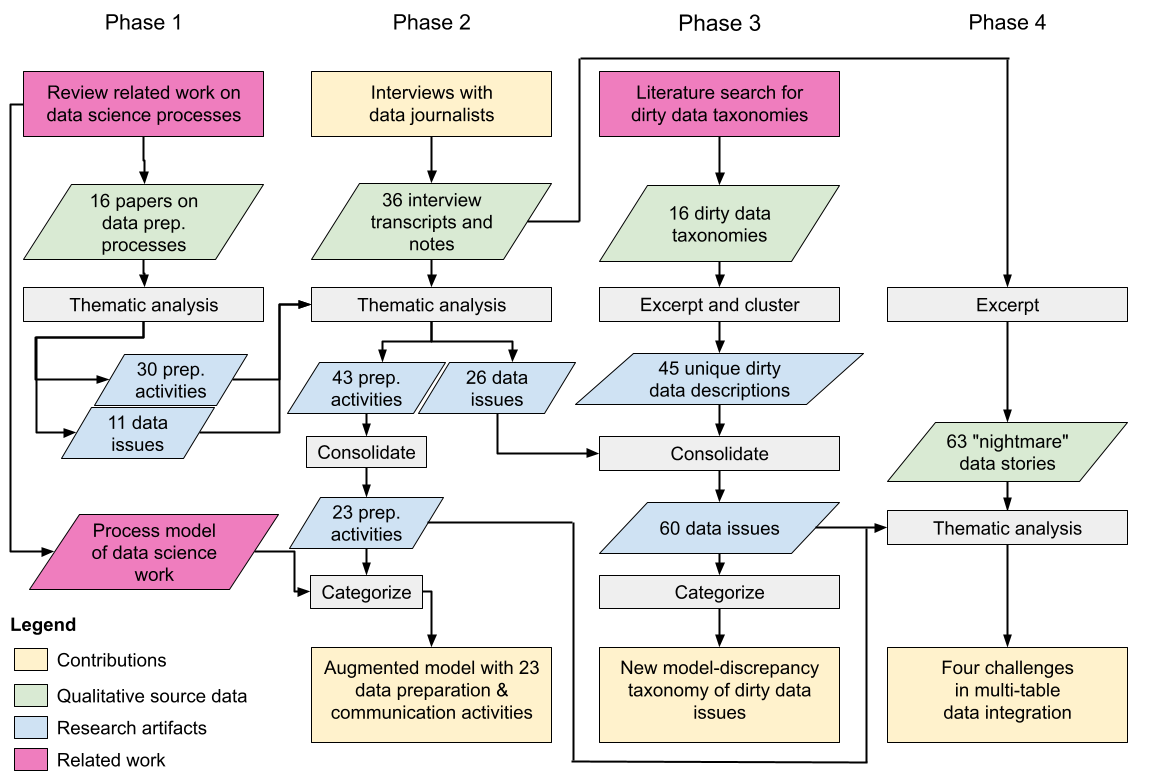 Phase 1
Phase 2
Phase 3
Phase 4
Review related work on
data science processes
Interviews with
data journalists
Literature search for
dirty data taxonomies
16 papers on
data prep.
processes
36 interview
transcripts and
notes
16 dirty data
taxonomies
Thematic analysis
Thematic analysis
Excerpt and cluster
Excerpt
30 prep.
activities
11 data
issues
43 prep.
activities
26 data
issues
45 unique dirty
data descriptions
63 "nightmare"
data stories
Consolidate
Consolidate
23 prep.
activities
60 data issues
Thematic analysis
Process model
of data science
work
Categorize
Categorize
Augmented model with 23
data preparation &
communication activities
New model-discrepancy
taxonomy of dirty data
issues
Four challenges
in multi-table
data integration
Legend
Contributions
Qualitative source data
Research artifacts
Related work